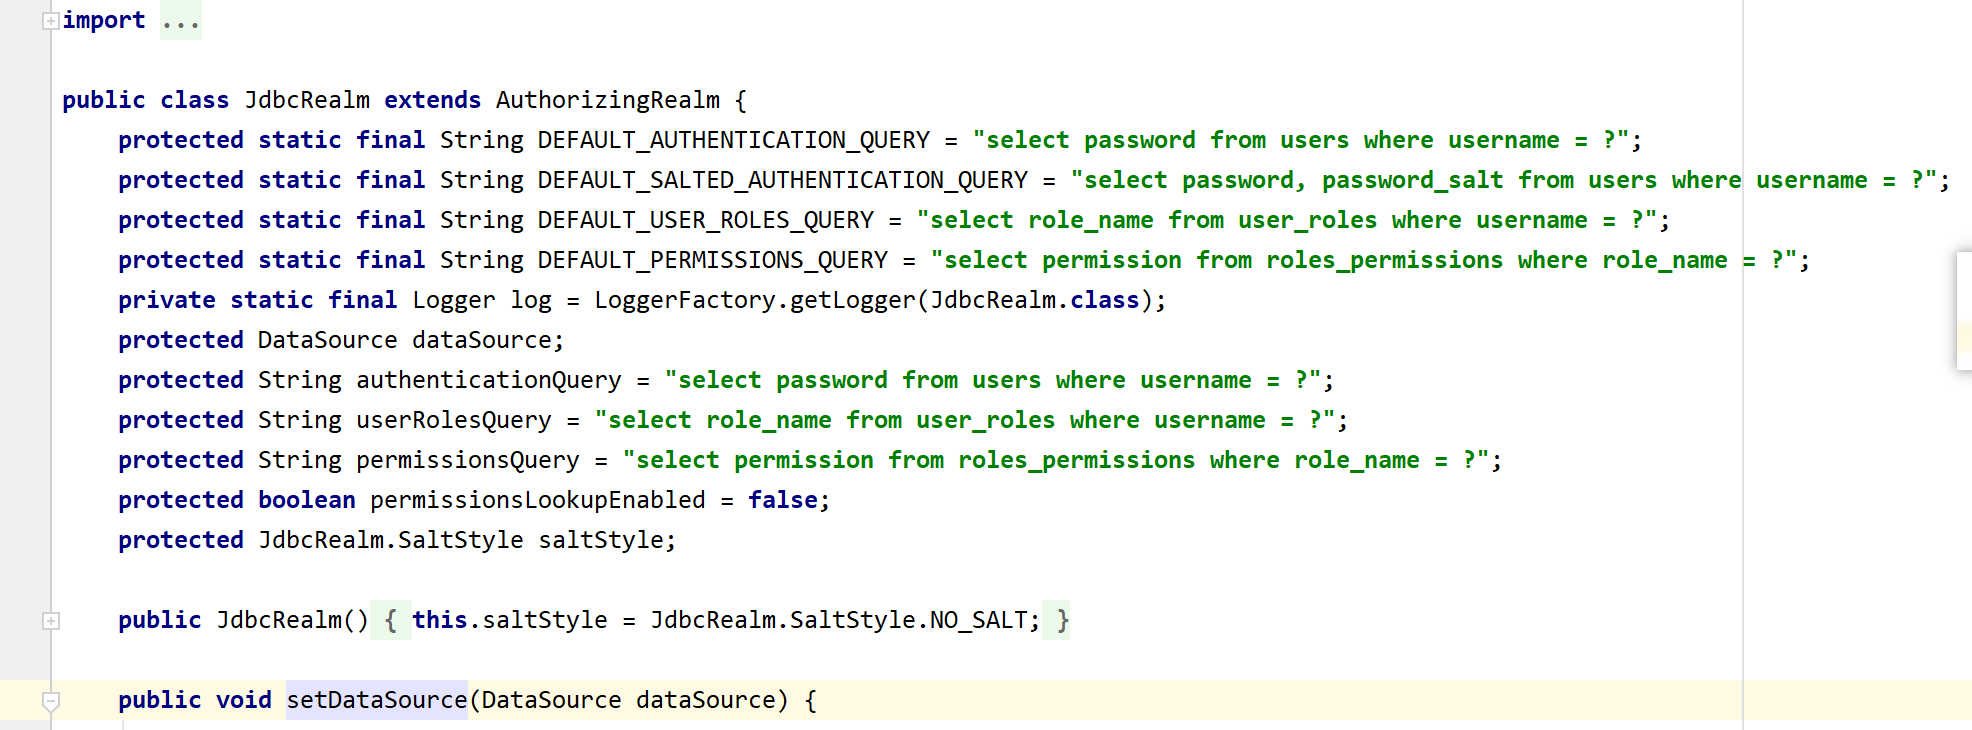 import ...
public class JdbcRealm extends AuthorizingRealm {
protected static final String DEFAULT_AUTHENTICATION_QUERY = "select password from users where username = ?";
protected static final String DEFAULT_SALTED_AUTHENTICATION_QUERY = "select password, password_salt from users where username = ?";
protected static final String DEFAULT_USER_ROLES_QUERY = "select role_name from user_roles where username = ?";
protected static final String DEFAULT_PERMISSIONS_QUERY = "select permission from roles_permissions where role_name = ?";
private static final Logger log = LoggerFactory.getLogger(JdbcRealm.class);
protected DataSource dataSource;
protected String authenticationQuery = "select password from users where username = ?";
protected String userRolesQuery = "select role_name from user_roles where username = ?";
protected String permissionsQuery = "select permission from roles_permissions where role_name = ?";
protected boolean permissionsLookupEnabled = false;
protected JdbcRealm.SaltStyle saltStyle;
public JdbcRealm() { this.saltStyle = JdbcRealm.SaltStyle.NO_SALT; }
public void setDataSource(DataSource dataSource) {